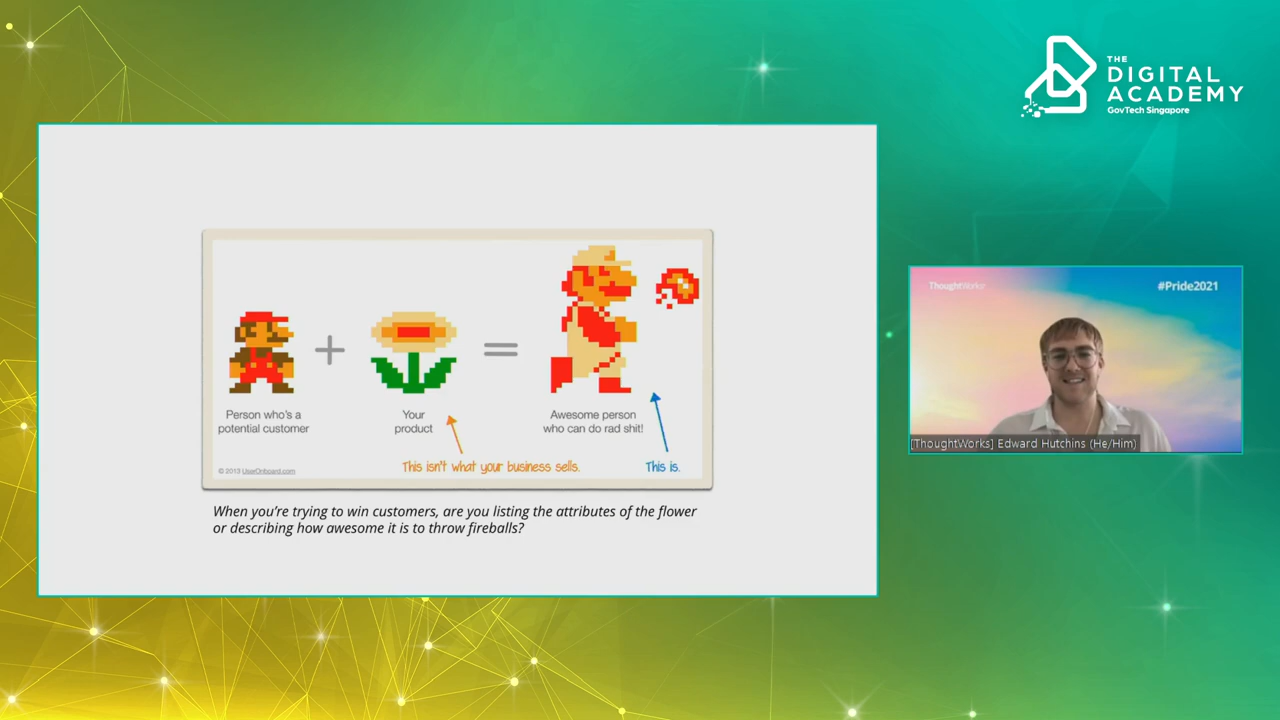 THE
DIGITAL
ACADEMY
GovTech Singapore
Person who's a
potential customer
Your
product
Awesome person
who can do rad shit!
This isn't what your business sells.
This is.
© 2013 UserOnboard.com
When you're trying to win customers, are you listing the attributes of the flower
or describing how awesome it is to throw fireballs?
ThoughtWorks
#Pride2021
[ThoughtWorks] Edward Hutchins (He/Him)